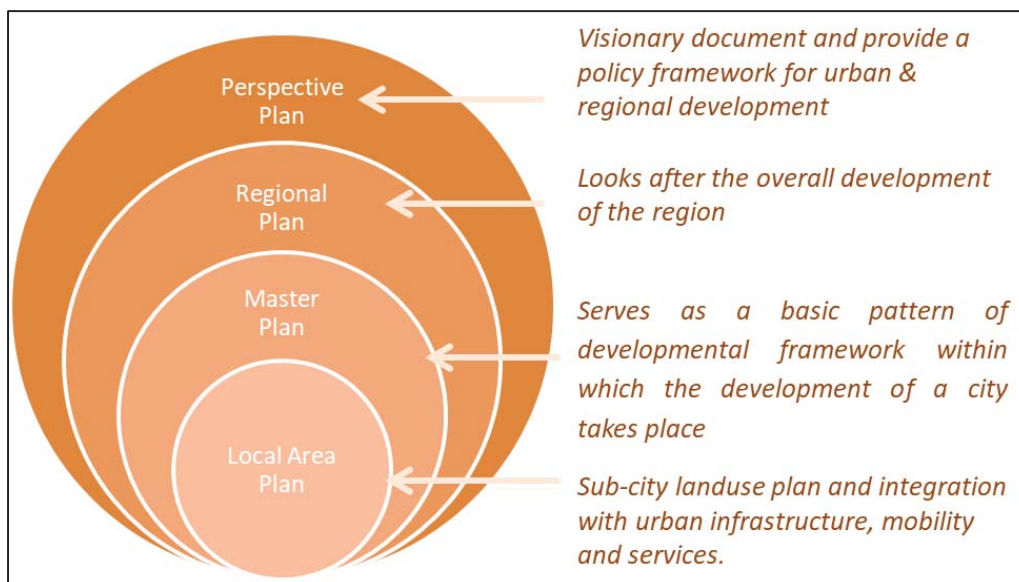 Perspective
Plan
Visionary document and provide a
policy framework for urban &
regional development
Regional
Plan
Looks after the overall development
of the region
Master
Plan
Serves as a basic pattern of
developmental framework within
which the development of a city
takes place
Local Area
Plan
Sub-city landuse plan and integration
with urban infrastructure, mobility
and services.